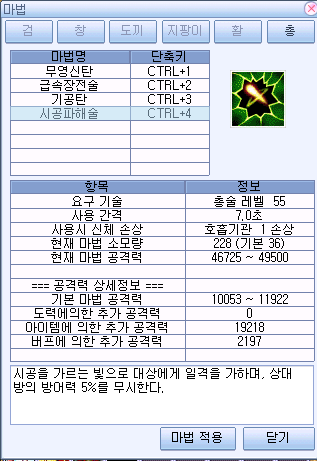 마법
검 창 도끼 지팡이 활 총
마법명 단축키
무영신탄 CTRL+1
급속장전술 CTRL+2
기공탄 CTRL+3
시공파해술 CTRL+4
항목 정보
요구 기술 총술 레벨 55
사용 간격 7.0초
사용시 신체 손상 호흡기관 1 손상
현재 마법 소모량 228 (기본 36)
현재 마법 공격력 46725 ~ 49500
=== 공격력 상세정보 ===
기본 마법 공격력 10053 ~ 11922
도력에의한 추가 공격력 0
아이템에 의한 추가 공격력 19218
버프에 의한 추가 공격력 2197
시공을 가르는 빛으로 대상에게 일격을 가하며, 상대
방의 방어력 5%를 무시한다.
마법 적용 닫기